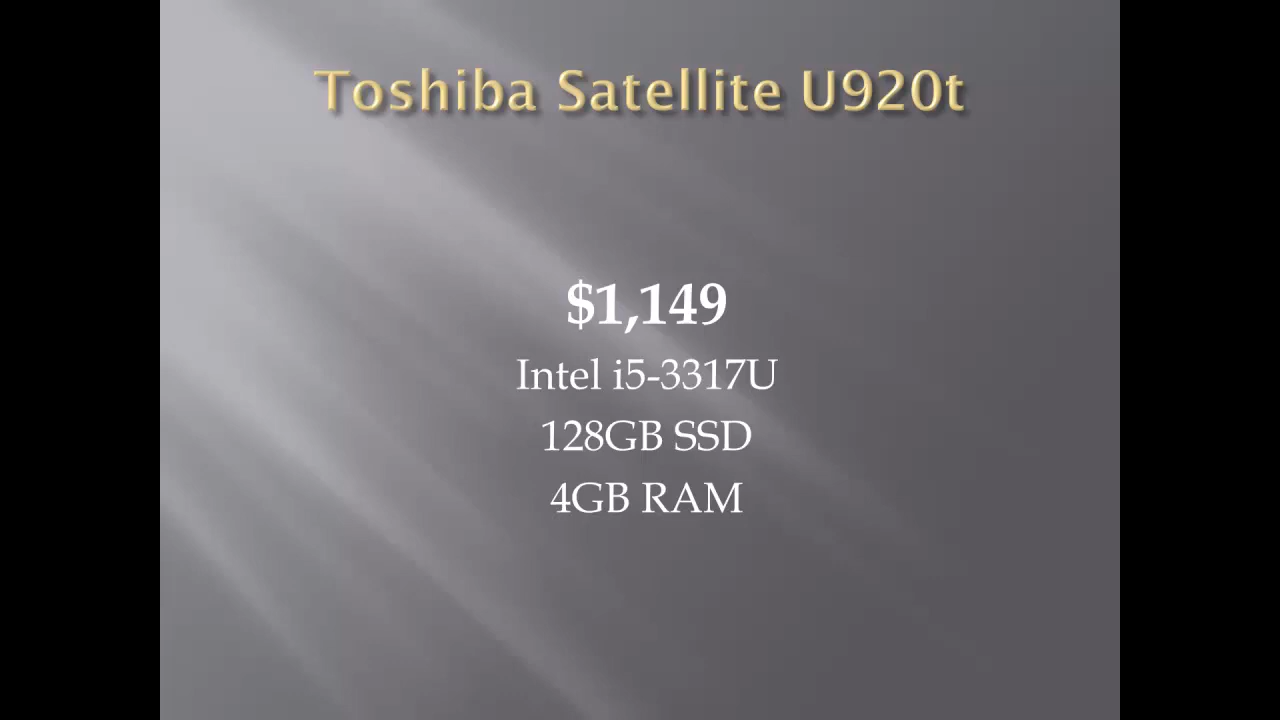 Toshiba Satellite U920t
$1,149
Intel i5-3317U
128GB SSD
4GB RAM